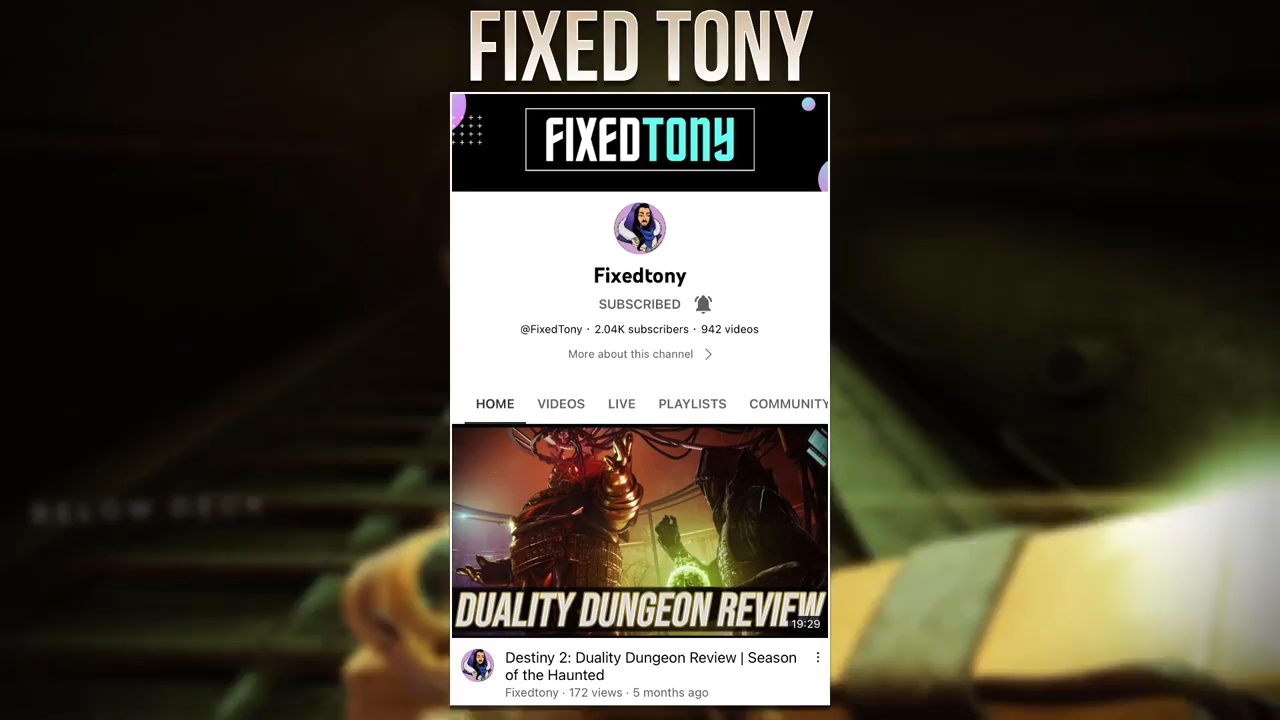 FIXED TONY
FIXEDTONY
Fixedtony
SUBSCRIBED
@FixedTony · 2.04K subscribers · 942 videos
More about this channel
HOME VIDEOS LIVE PLAYLISTS COMMUNITY
DUALITY DUNGEON REVIEW
19:29
Destiny 2: Duality Dungeon Review | Season
of the Haunted
Fixedtony · 172 views · 5 months ago
BELOW DECK